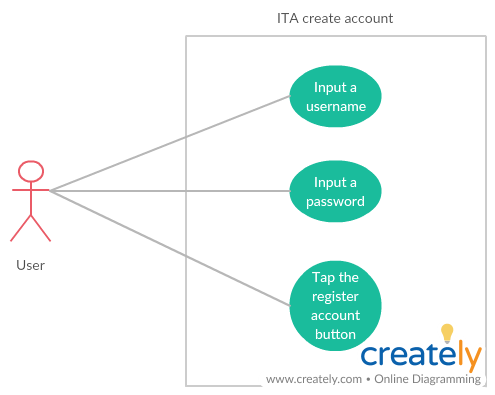 ITA create account
Input a
username
Input a
password
User
Tap the
register
account
button
creately
www.creately.com • Online Diagramming